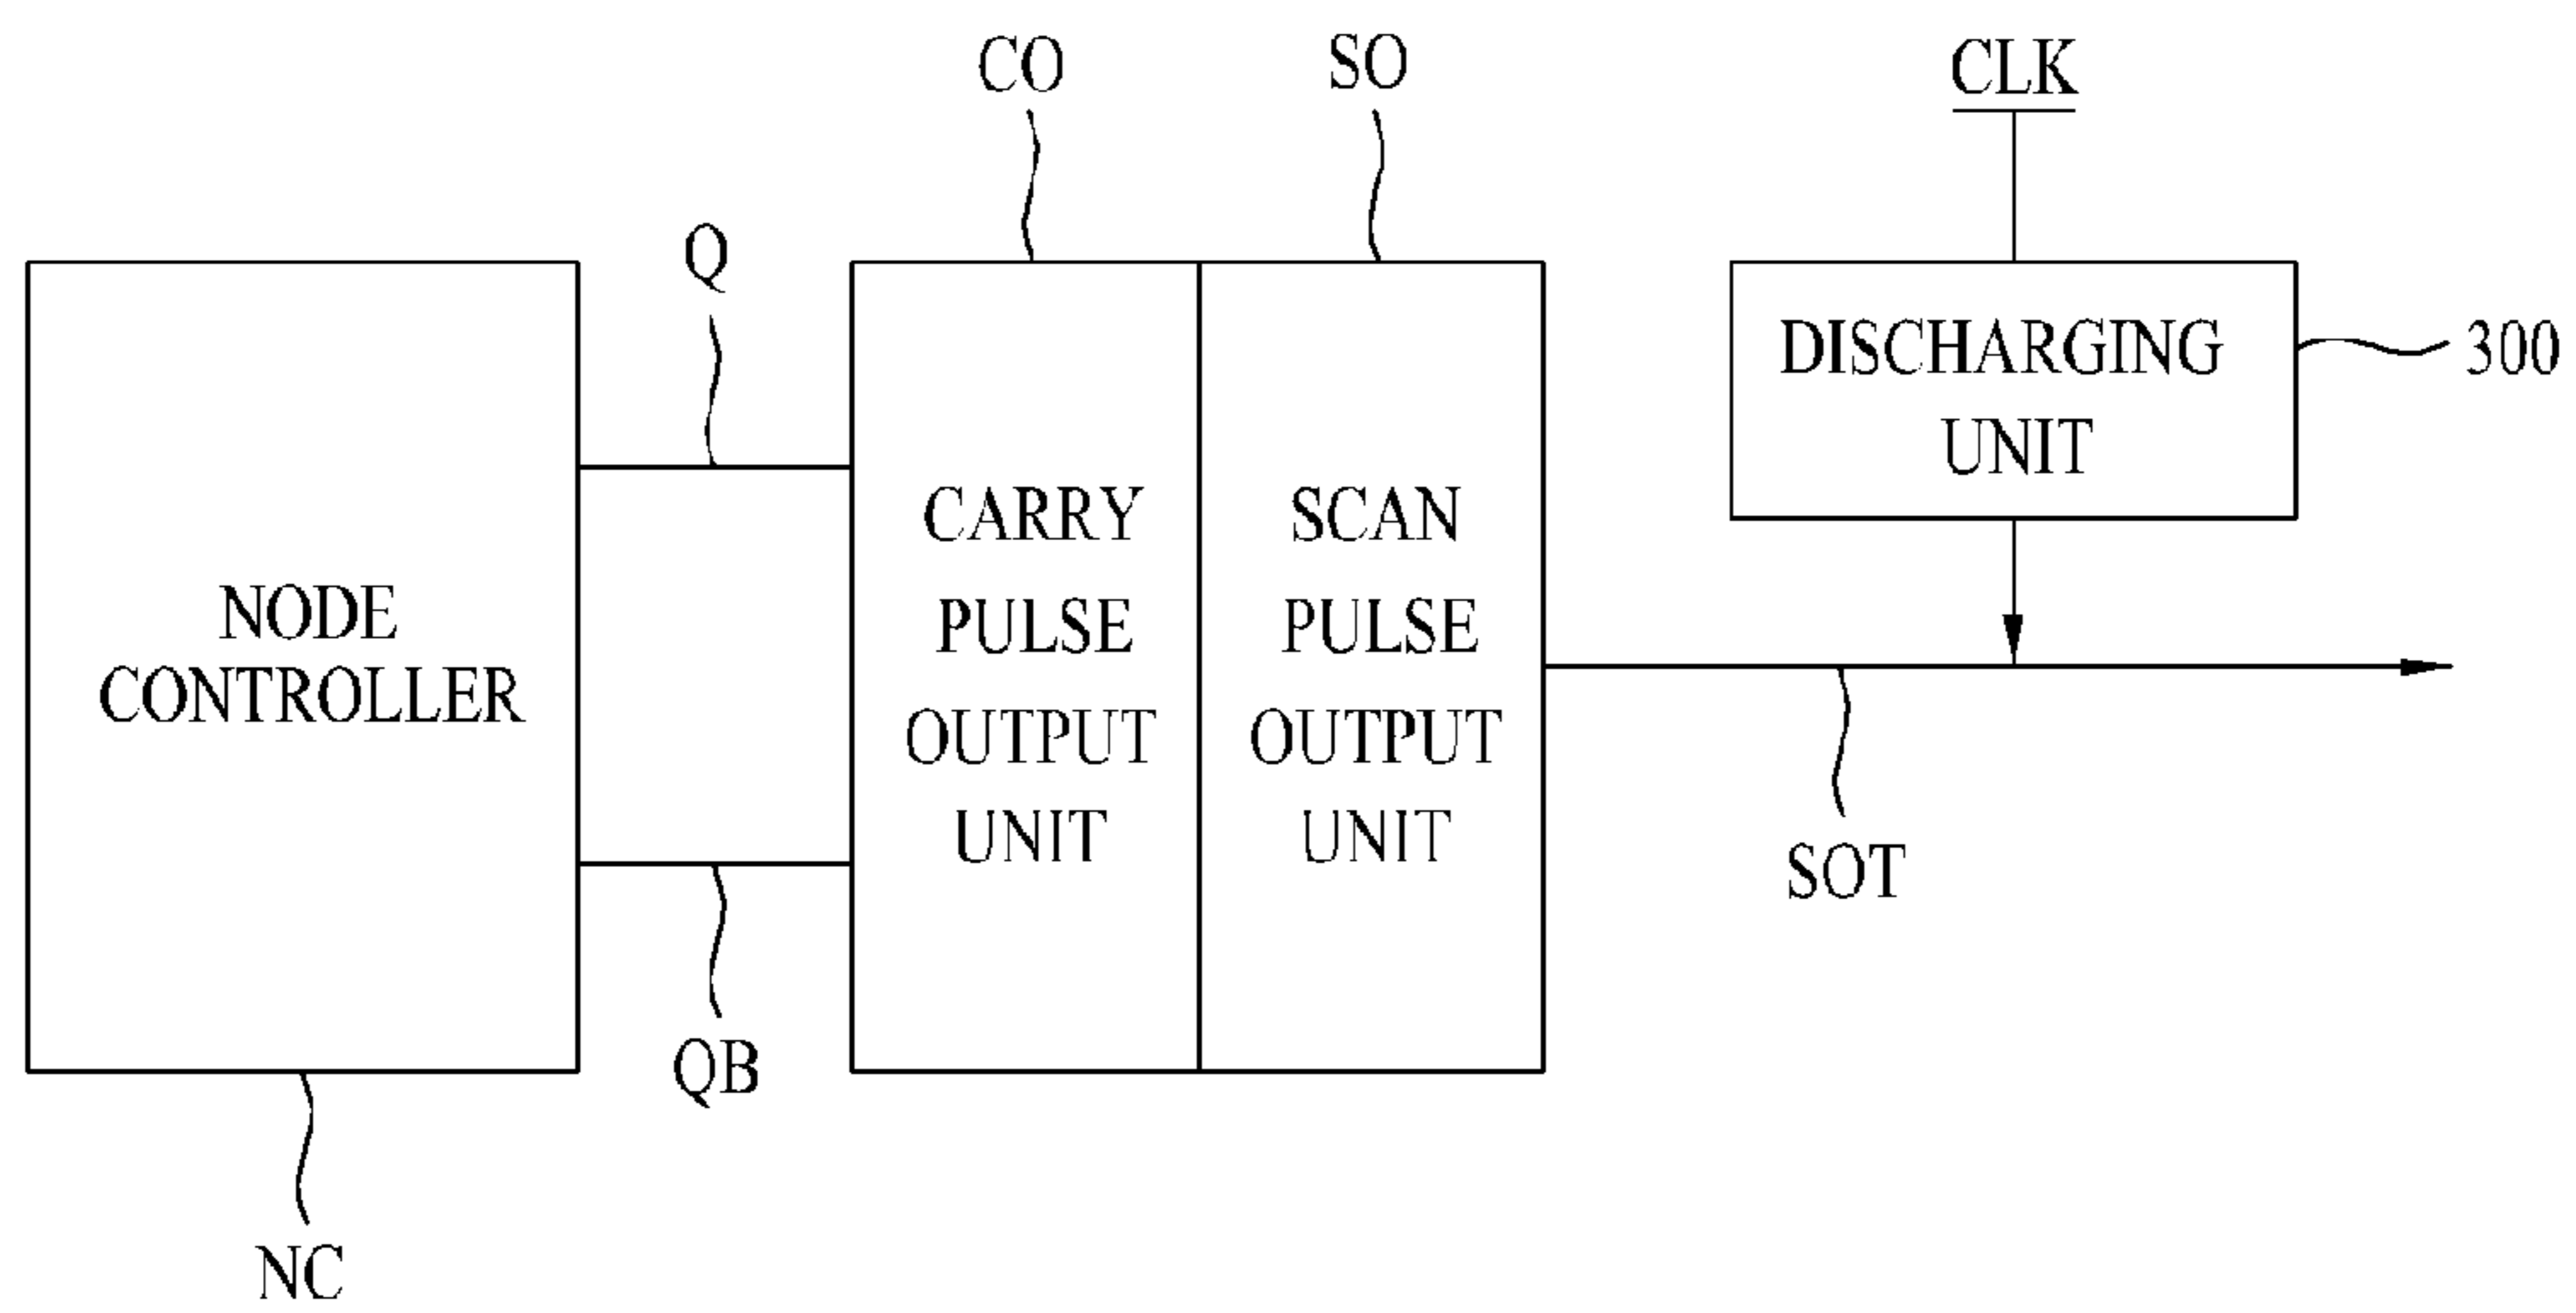 CO
SO
CLK
Q
DISCHARGING
UNIT
300
NODE
CONTROLLER
CARRY
PULSE
OUTPUT
UNIT
SCAN
PULSE
OUTPUT
UNIT
SOT
QB
NC